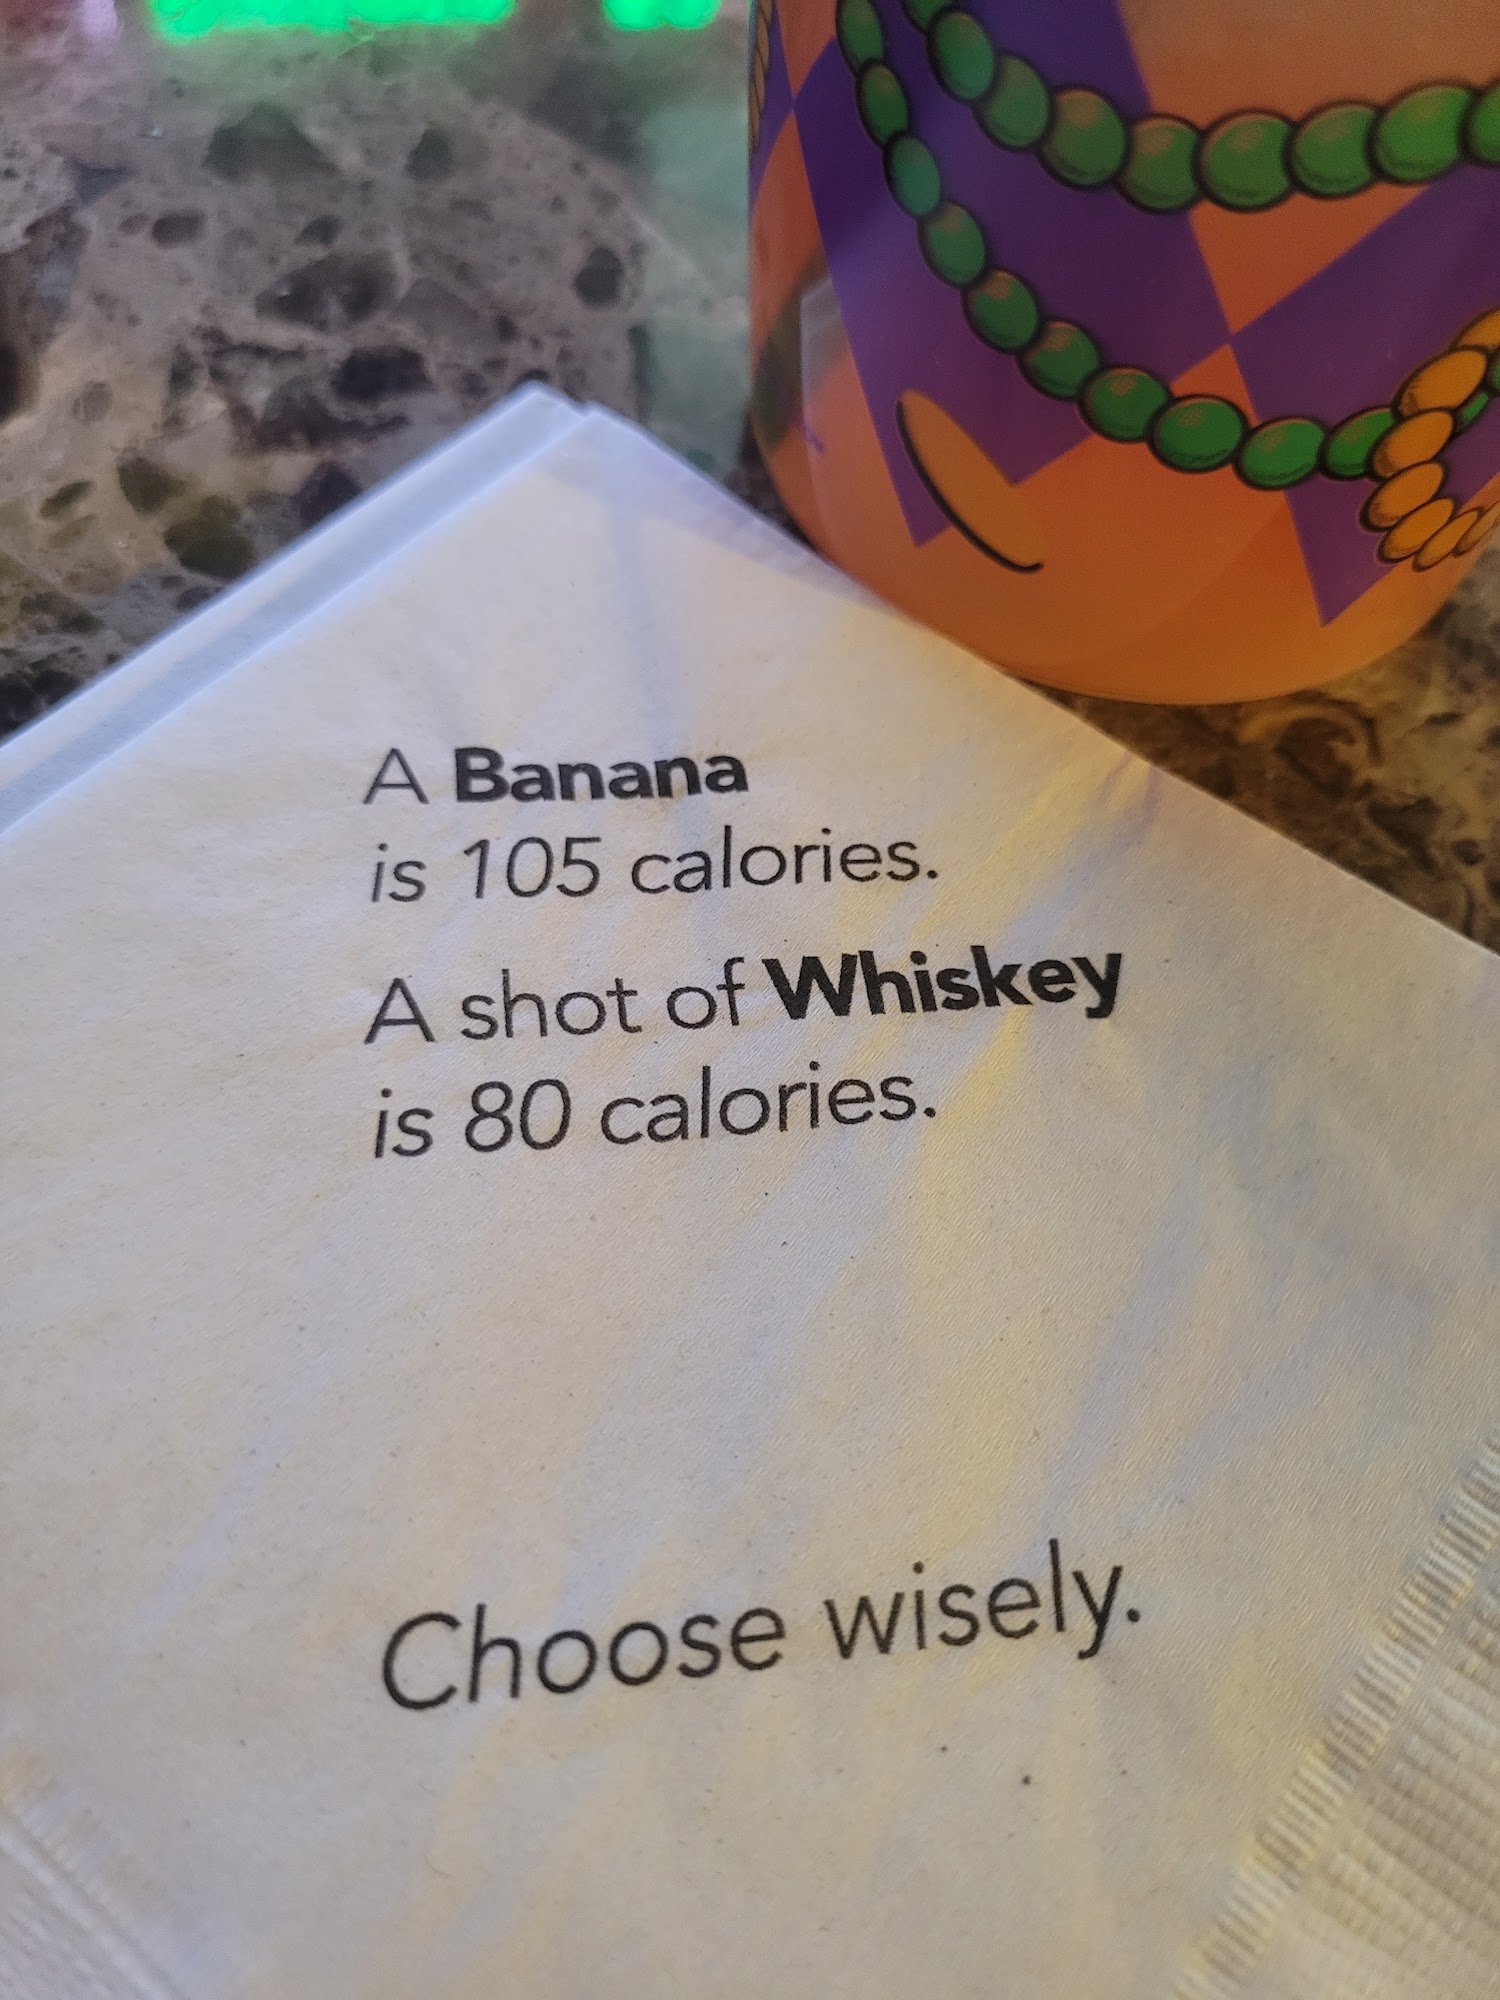 A Banana
is 105 calories.
A shot of Whiskey
is 80 calories.
Choose wisely.